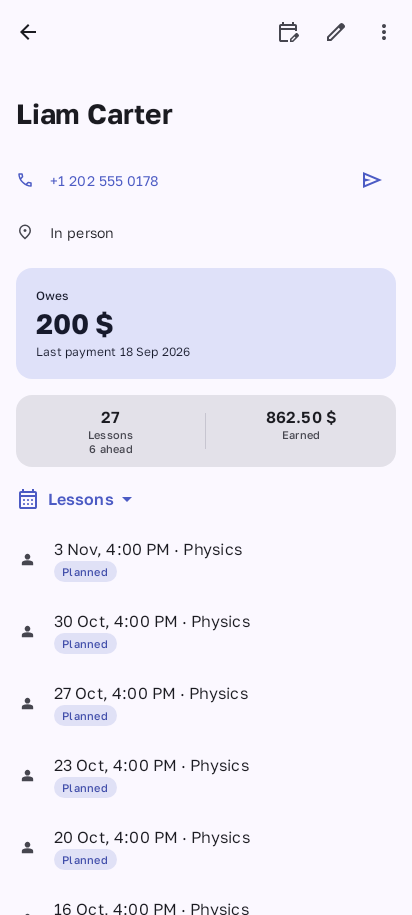 Liam Carter
+1 202 555 0178
In person
Owes
200 $
Last payment 18 Sep 2026
27
Lessons
6 ahead
862.50 $
Earned
Lessons
3 Nov, 4:00 PM · Physics
Planned
30 Oct, 4:00 PM · Physics
Planned
27 Oct, 4:00 PM · Physics
Planned
23 Oct, 4:00 PM · Physics
Planned
20 Oct, 4:00 PM · Physics
Planned
16 Oct, 4:00 PM · Physics